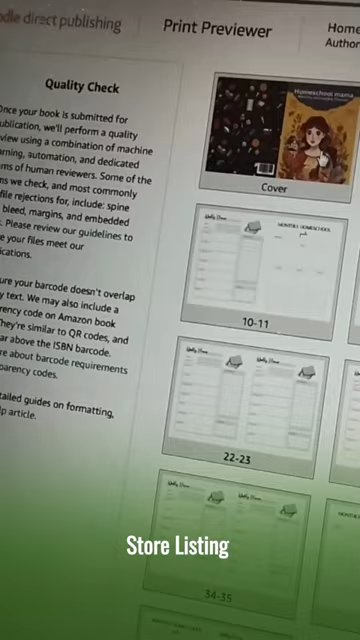 dle direct publishing
Print Previewer
Home
Author
Quality Check
Once your book is submitted for
ublication, we'll perform a quality
view using a combination of machine
arning, automation, and dedicated
ms of human reviewers. Some of the
ns we check, and most commonly
file rejections for, include: spine
bleed, margins, and embedded
. Please review our guidelines to
e your files meet our
ications.
ure your barcode doesn't overlap
y text. We may also include a
rency code on Amazon book
They're similar to QR codes, and
ar above the ISBN barcode.
re about barcode requirements
parency codes.
tailed guides on formatting,
lp article.
Homeschool mama
Cover
Weekly Planner
MONTHLY HOMESCHOOL
goals
10-11
22-23
34-35
Store Listing